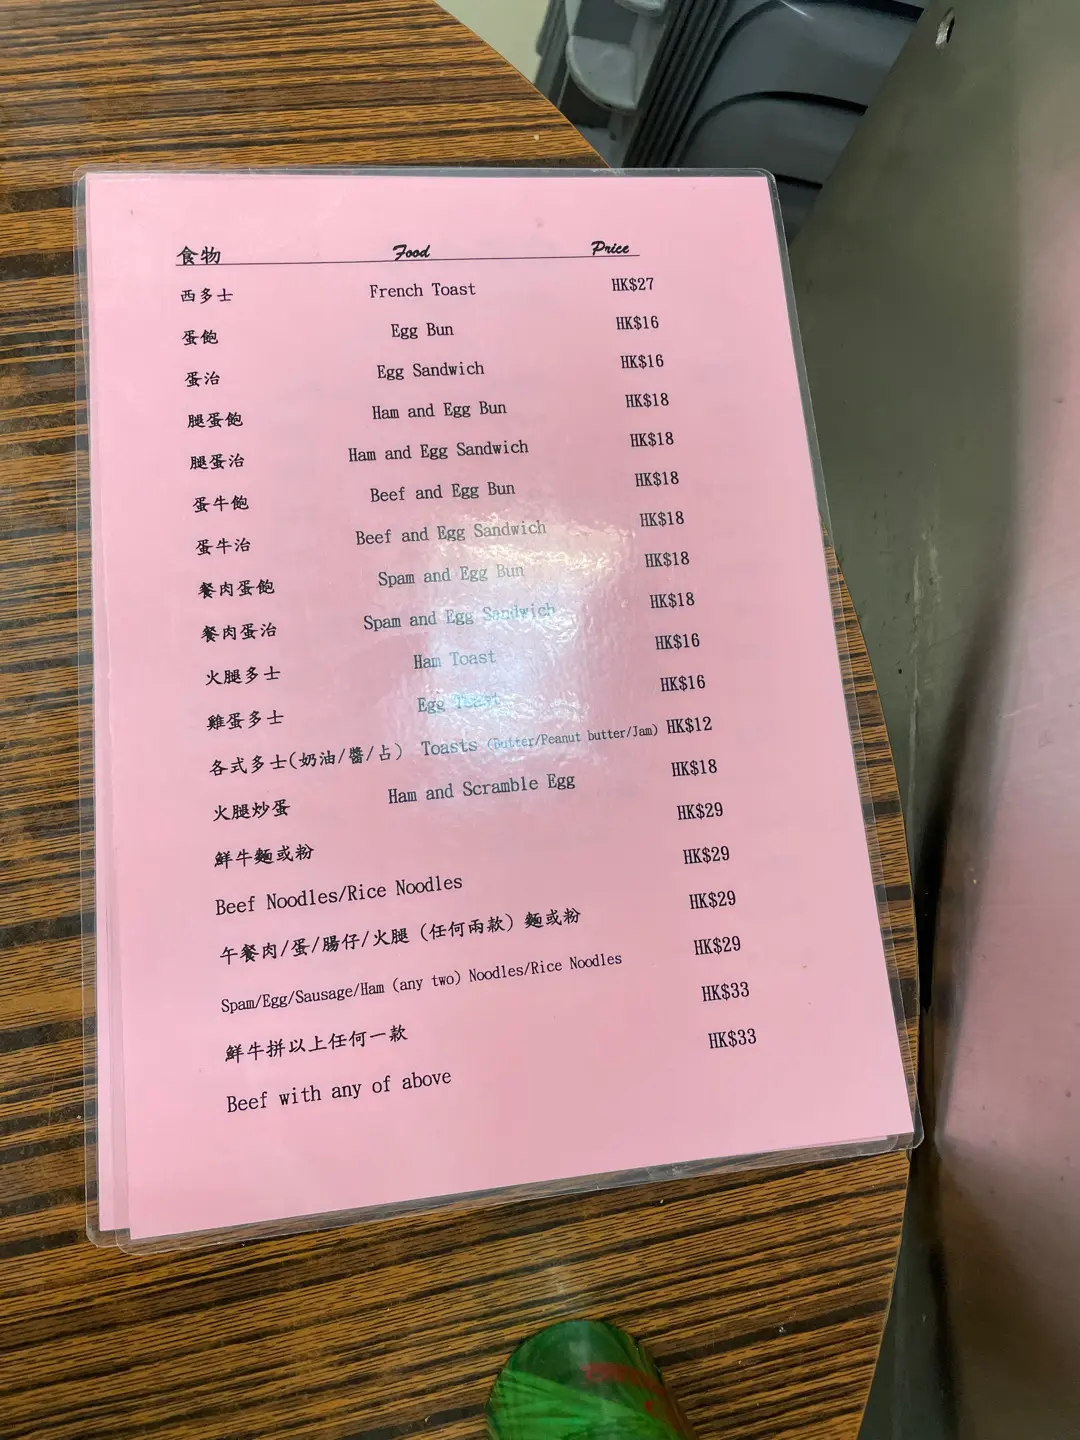 食物 Food Price
西多士 French Toast HK$27
蛋飽 Egg Bun HK$16
蛋治 Egg Sandwich HK$16
腿蛋飽 Ham and Egg Bun HK$18
腿蛋治 Ham and Egg Sandwich HK$18
蛋牛飽 Beef and Egg Bun HK$18
蛋牛治 Beef and Egg Sandwich HK$18
餐肉蛋飽 Spam and Egg Bun HK$18
餐肉蛋治 Spam and Egg Sandwich HK$18
火腿多士 Ham Toast HK$16
雞蛋多士 Egg Toast HK$16
各式多士(奶油/醬/占) Toasts (Butter/Peanut butter/Jam) HK$12
火腿炒蛋 Ham and Scramble Egg HK$18
鮮牛麵或粉 HK$29
Beef Noodles/Rice Noodles HK$29
午餐肉/蛋/腸仔/火腿 (任何兩款) 麵或粉 HK$29
Spam/Egg/Sausage/Ham (any two) Noodles/Rice Noodles HK$29
鮮牛拼以上任何一款 HK$33
Beef with any of above HK$33